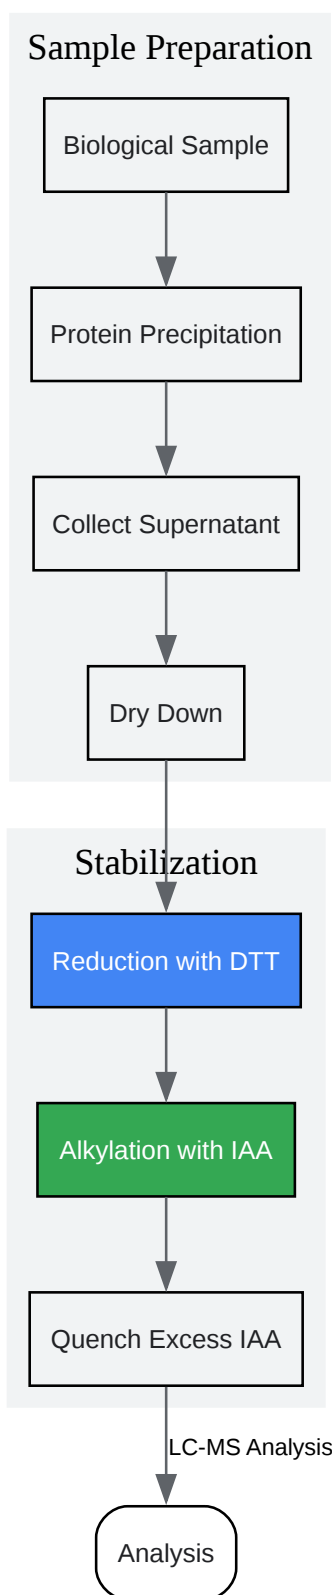 Sample Preparation
Biological Sample
Protein Precipitation
Collect Supernatant
Dry Down
Stabilization
Reduction with DTT
Alkylation with IAA
Quench Excess IAA
LC-MS Analysis
Analysis